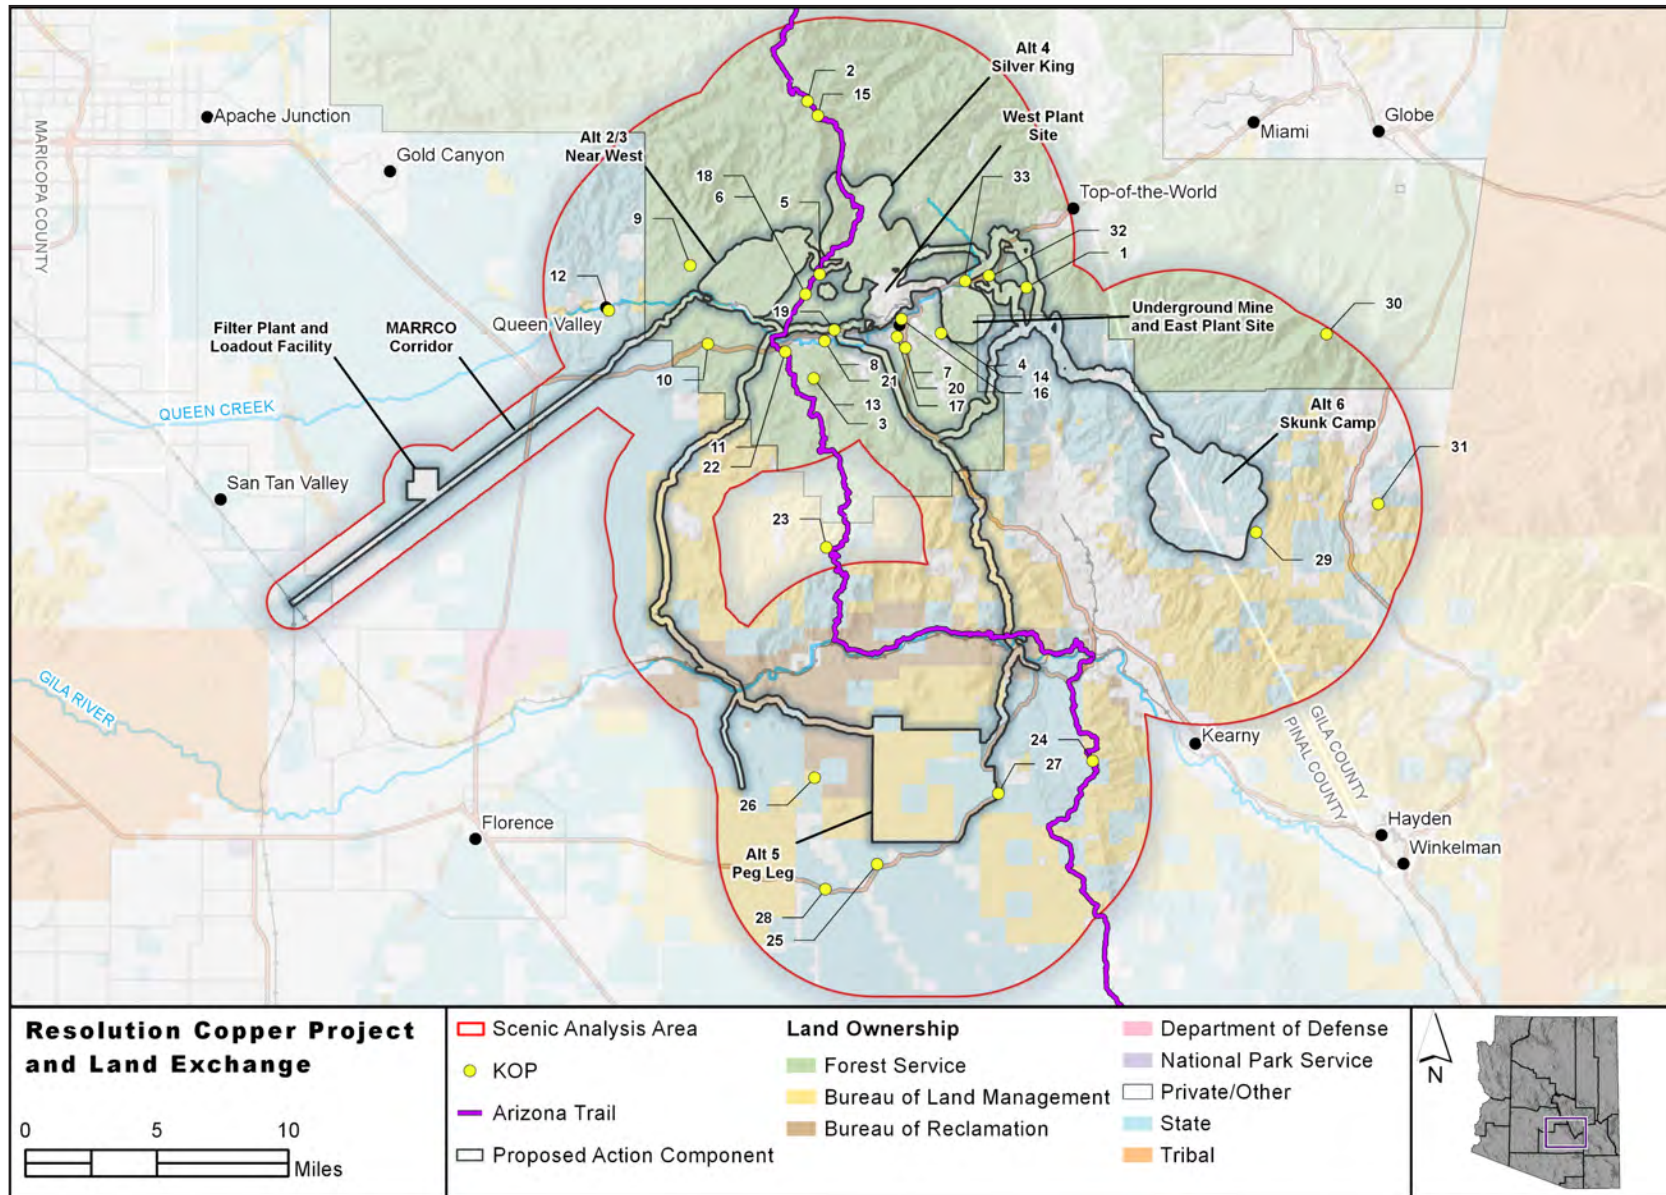 Alt 4
Silver King
2
15
Apache Junction
West Plant
Site
Miami
Globe
Alt 2/3
Near West
Gold Canyon
MARICOPA COUNTY
18
6
5
33
Top-of-the-World
9
32
1
12
Queen Valley
19
30
Underground Mine
and East Plant Site
Filter Plant and
Loadout Facility
MARRCO
Corridor
10
8
21
7
20
17
4
14
16
QUEEN CREEK
13
3
11
22
Alt 6
Skunk Camp
31
San Tan Valley
23
29
GILA RIVER
GILA COUNTY
PINAL COUNTY
24
Kearny
27
26
Florence
Hayden
Winkelman
Alt 5
Peg Leg
28
25
Resolution Copper Project
and Land Exchange
0 5 10
Miles
Scenic Analysis Area
KOP
Arizona Trail
Proposed Action Component
Land Ownership
Forest Service
Bureau of Land Management
Bureau of Reclamation
Department of Defense
National Park Service
Private/Other
State
Tribal
N